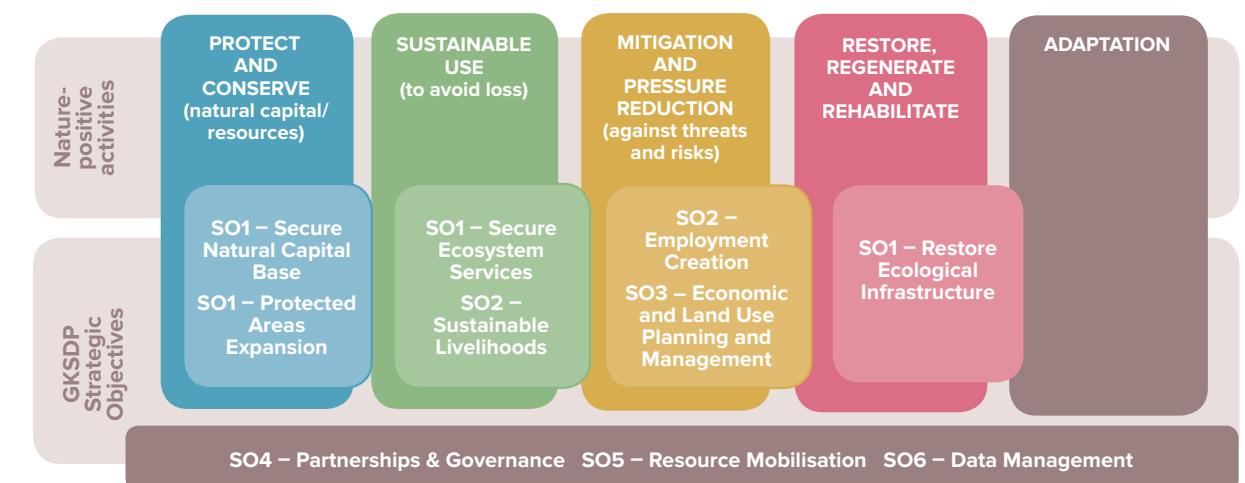 Nature-
positive
activities
PROTECT
AND
CONSERVE
(natural capital/
resources)
SUSTAINABLE
USE
(to avoid loss)
MITIGATION
AND
PRESSURE
REDUCTION
(against threats
and risks)
RESTORE,
REGENERATE
AND
REHABILITATE
ADAPTATION
GKSDP
Strategic
Objectives
SO1 – Secure
Natural Capital
Base
SO1 – Protected
Areas
Expansion
SO1 – Secure
Ecosystem
Services
SO2 –
Sustainable
Livelihoods
SO2 –
Employment
Creation
SO3 – Economic
and Land Use
Planning and
Management
SO1 – Restore
Ecological
Infrastructure
SO4 – Partnerships & Governance SO5 – Resource Mobilisation SO6 – Data Management